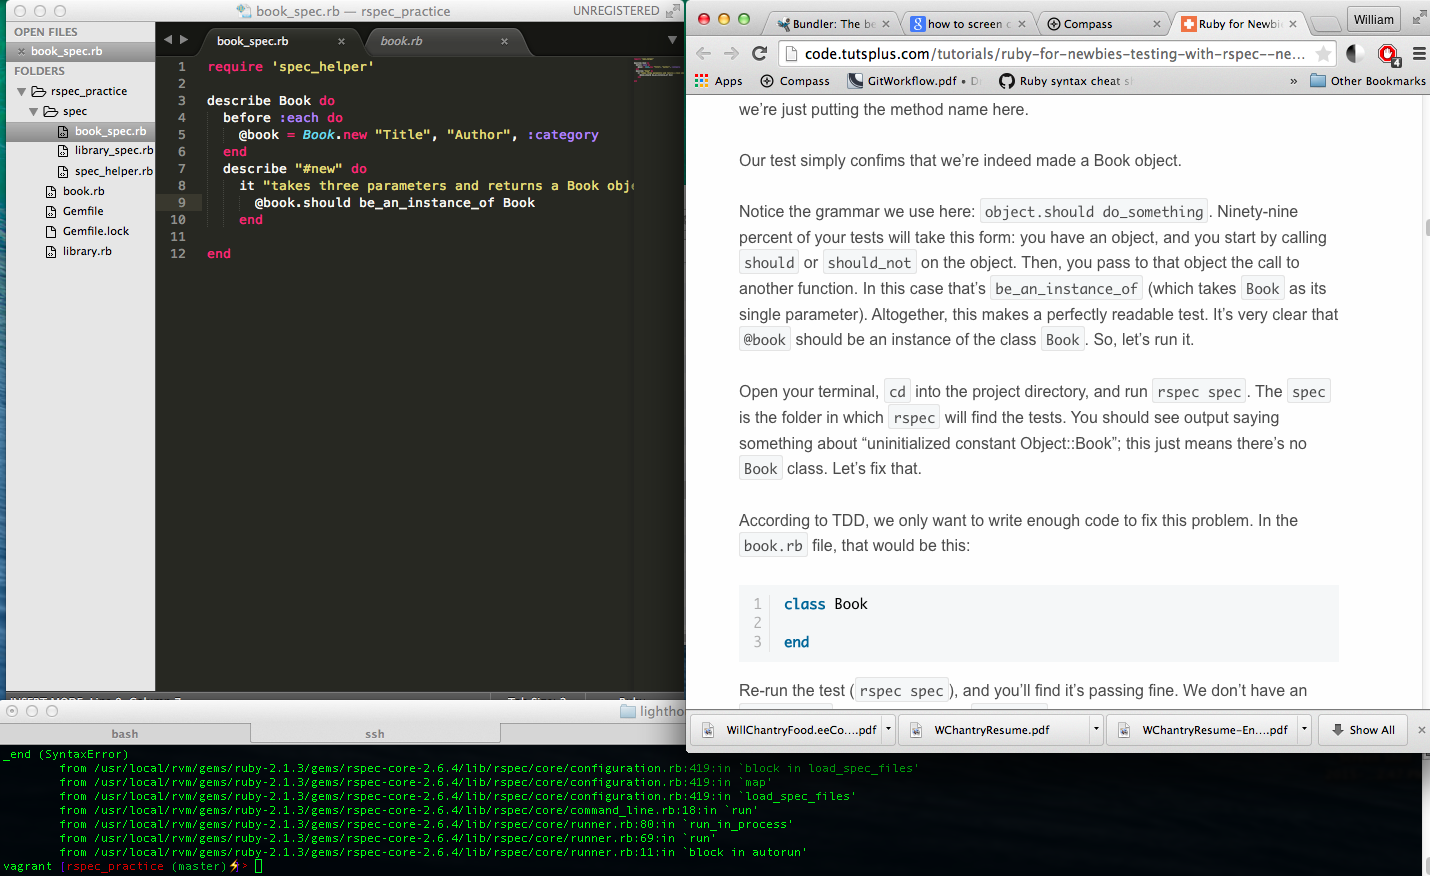 book_spec.rb — rspec_practice
UNREGISTERED
OPEN FILES
book_spec.rb
FOLDERS
rspec_practice
spec
book_spec.rb
library_spec.rb
spec_helper.rb
book.rb
Gemfile
Gemfile.lock
library.rb
book_spec.rb
book.rb
1 require 'spec_helper'
2
3 describe Book do
4 before :each do
5 @book = Book.new "Title", "Author", :category
6 end
7 describe "#new" do
8 it "takes three parameters and returns a Book obj
9 @book.should be_an_instance_of Book
10 end
11
12 end
Bundler: The be
how to screen c
Compass
Ruby for Newbie
William
code.tutsplus.com/tutorials/ruby-for-newbies-testing-with-rspec--ne...
4
Apps
Compass
GitWorkflow.pdf • D
Ruby syntax cheat s
»
Other Bookmarks
we're just putting the method name here.
Our test simply confims that we're indeed made a Book object.
Notice the grammar we use here: object.should do_something. Ninety-nine
percent of your tests will take this form: you have an object, and you start by calling
should or should_not on the object. Then, you pass to that object the call to
another function. In this case that's be_an_instance_of (which takes Book as its
single parameter). Altogether, this makes a perfectly readable test. It's very clear that
@book should be an instance of the class Book. So, let's run it.
Open your terminal, cd into the project directory, and run rspec spec. The spec
is the folder in which rspec will find the tests. You should see output saying
something about “uninitialized constant Object::Book”; this just means there's no
Book class. Let's fix that.
According to TDD, we only want to write enough code to fix this problem. In the
book.rb file, that would be this:
1 class Book
2
3 end
Re-run the test (rspec spec), and you'll find it's passing fine. We don't have an
WillChantryFood.eeCo....pdf
WChantryResume.pdf
WChantryResume-En....pdf
Show All
lightho
bash
ssh
_end (SyntaxError)
from /usr/local/rvm/gems/ruby-2.1.3/gems/rspec-core-2.6.4/lib/rspec/core/configuration.rb:419:in `block in load_spec_files'
from /usr/local/rvm/gems/ruby-2.1.3/gems/rspec-core-2.6.4/lib/rspec/core/configuration.rb:419:in `map'
from /usr/local/rvm/gems/ruby-2.1.3/gems/rspec-core-2.6.4/lib/rspec/core/configuration.rb:419:in `load_spec_files'
from /usr/local/rvm/gems/ruby-2.1.3/gems/rspec-core-2.6.4/lib/rspec/core/command_line.rb:18:in `run'
from /usr/local/rvm/gems/ruby-2.1.3/gems/rspec-core-2.6.4/lib/rspec/core/runner.rb:80:in `run_in_process'
from /usr/local/rvm/gems/ruby-2.1.3/gems/rspec-core-2.6.4/lib/rspec/core/runner.rb:69:in `run'
from /usr/local/rvm/gems/ruby-2.1.3/gems/rspec-core-2.6.4/lib/rspec/core/runner.rb:11:in `block in autorun'
vagrant |rspec_practice (master)⚡›